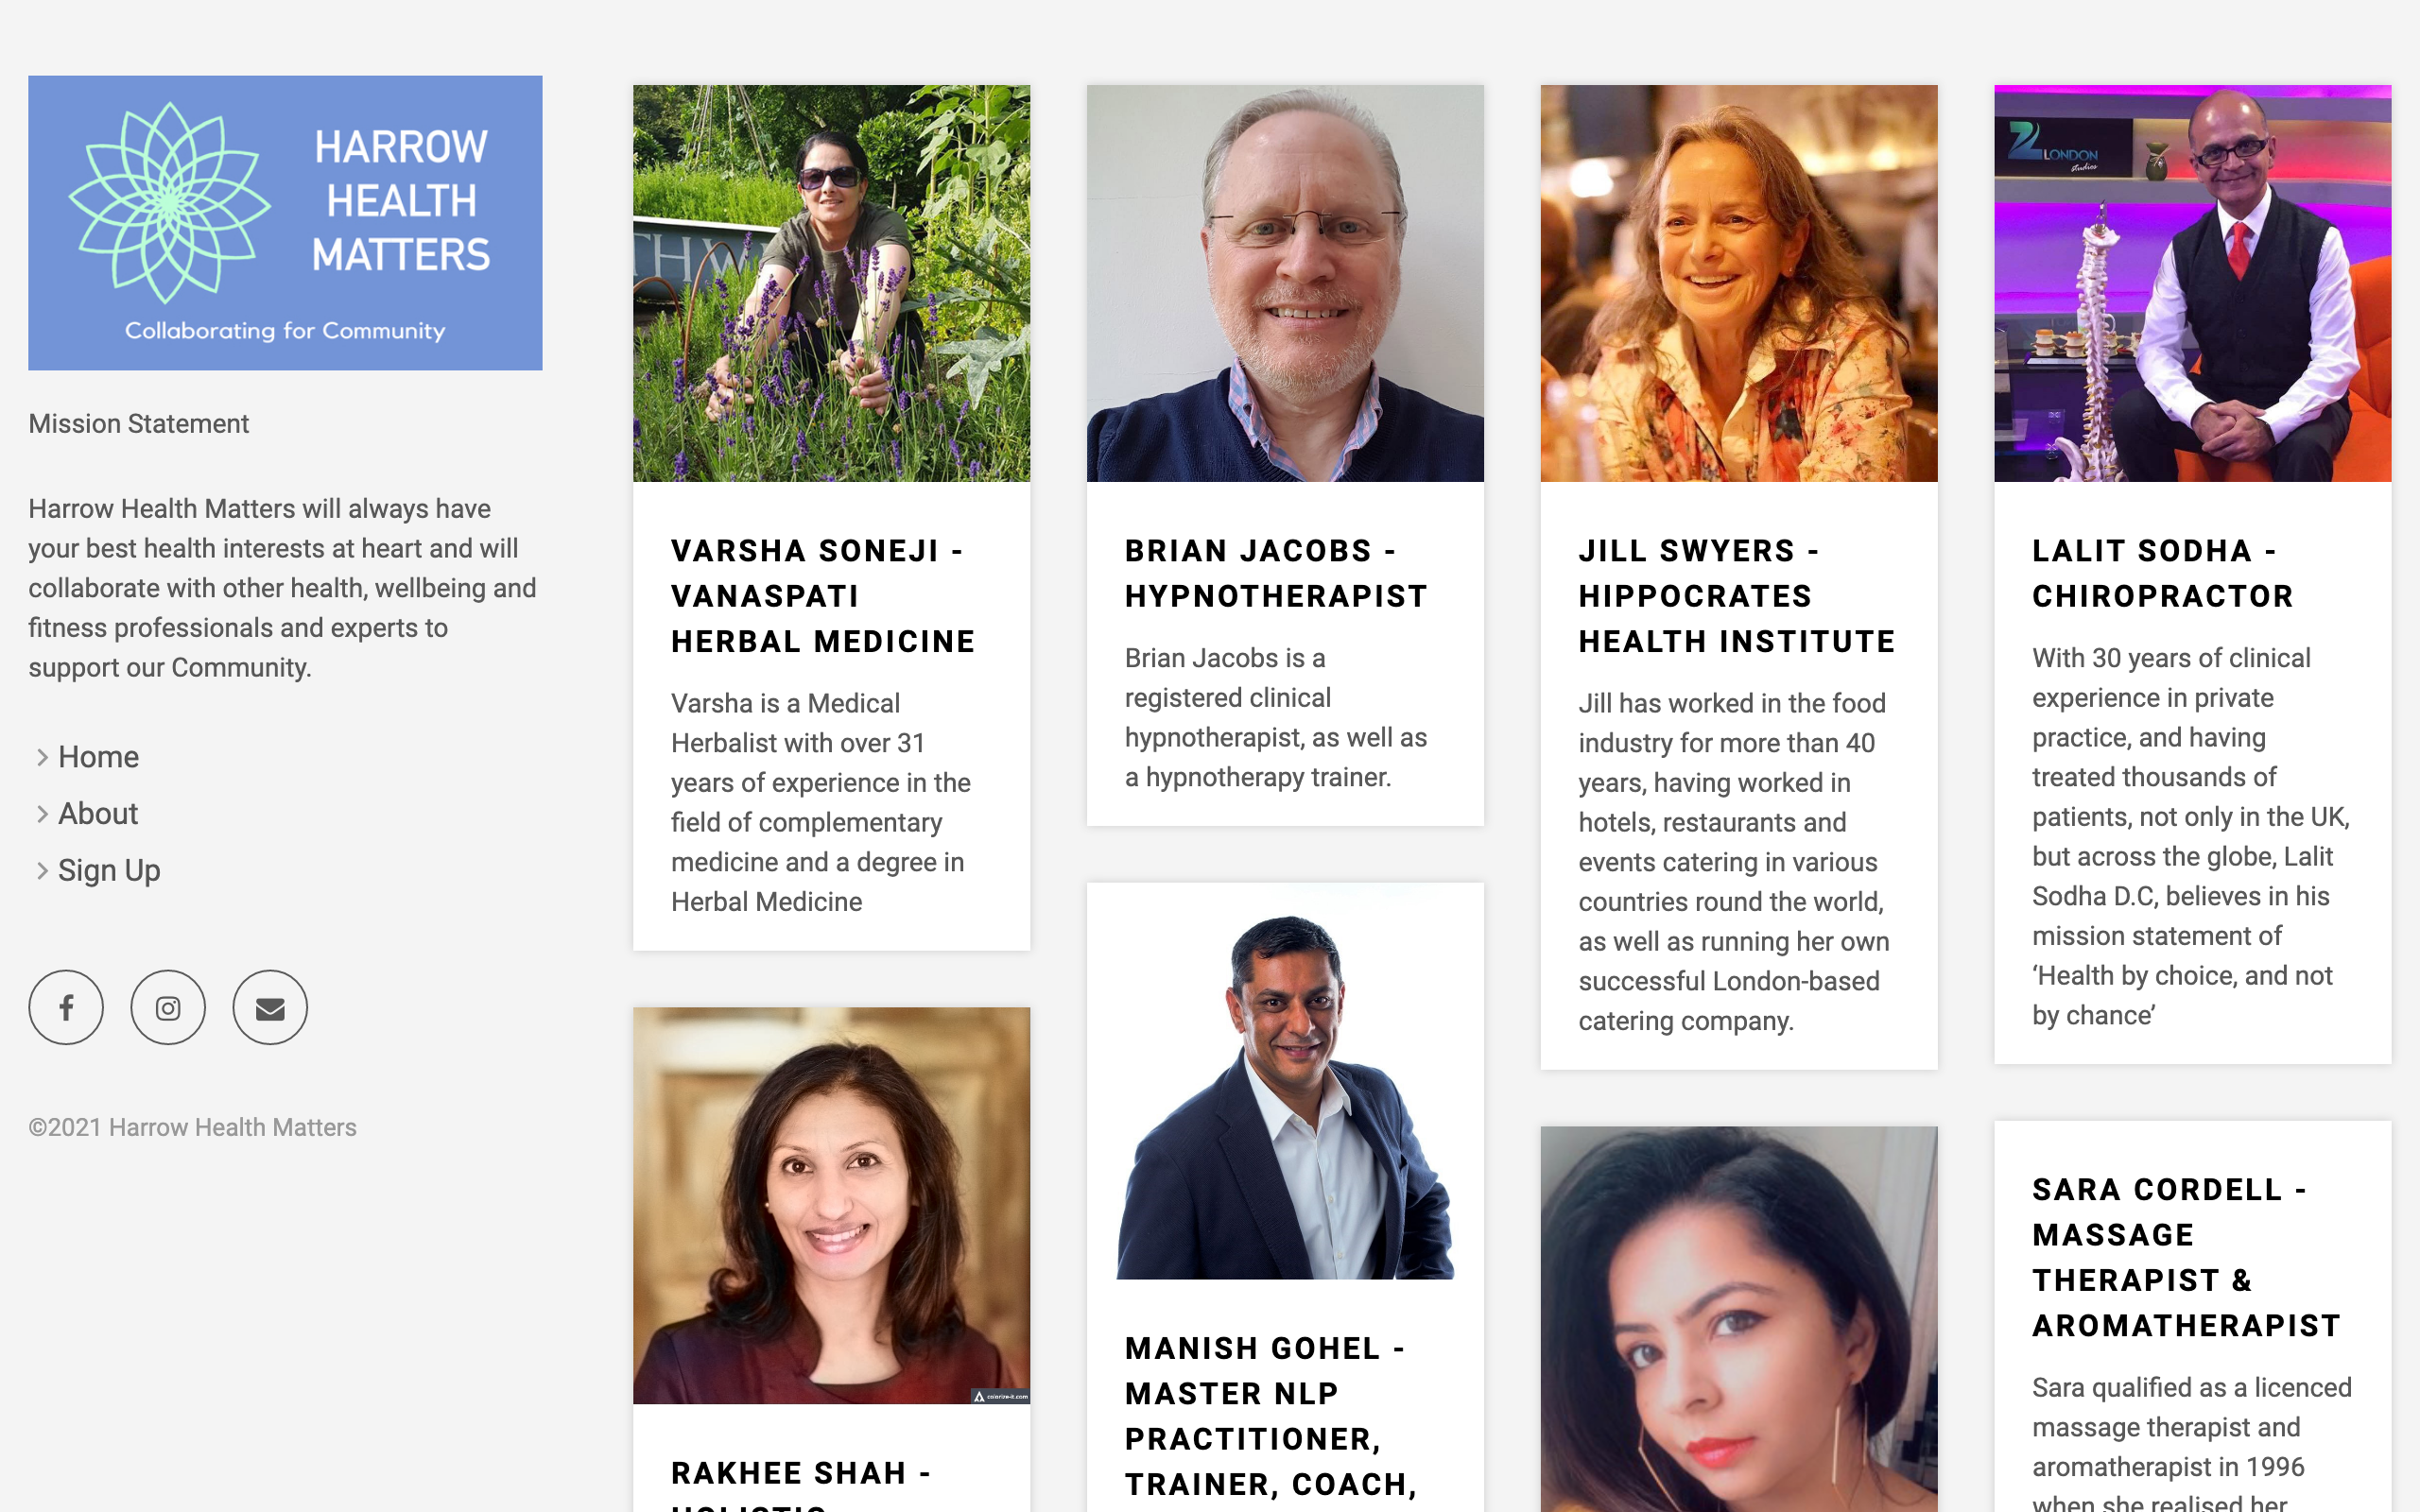 HARROW
HEALTH
MATTERS
Collaborating for Community
Mission Statement
Harrow Health Matters will always have
your best health interests at heart and will
collaborate with other health, wellbeing and
fitness professionals and experts to
support our Community.
Home
About
Sign Up
©2021 Harrow Health Matters
THW
VARSHA SONEJI -
VANASPATI
HERBAL MEDICINE
Varsha is a Medical
Herbalist with over 31
years of experience in the
field of complementary
medicine and a degree in
Herbal Medicine
colorize-it.com
RAKHEE SHAH -
HOLISTIC
BRIAN JACOBS -
HYPNOTHERAPIST
Brian Jacobs is a
registered clinical
hypnotherapist, as well as
a hypnotherapy trainer.
MANISH GOHEL -
MASTER NLP
PRACTITIONER,
TRAINER, COACH,
JILL SWYERS -
HIPPOCRATES
HEALTH INSTITUTE
Jill has worked in the food
industry for more than 40
years, having worked in
hotels, restaurants and
events catering in various
countries round the world,
as well as running her own
successful London-based
catering company.
Z LONDON
studios
LALIT SODHA -
CHIROPRACTOR
With 30 years of clinical
experience in private
practice, and having
treated thousands of
patients, not only in the UK,
but across the globe, Lalit
Sodha D.C, believes in his
mission statement of
‘Health by choice, and not
by chance’
SARA CORDELL -
MASSAGE
THERAPIST &
AROMATHERAPIST
Sara qualified as a licenced
massage therapist and
aromatherapist in 1996
when she realised her